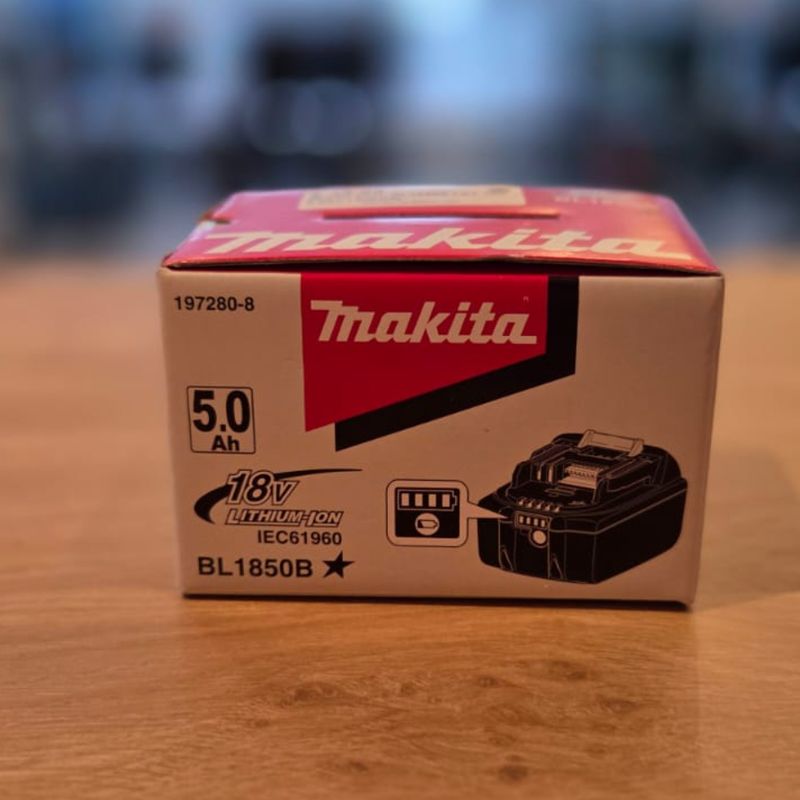 makita
197280-8
makita
5.0
Ah
18V
LITHIUM-ION
IEC61960
BL1850B★